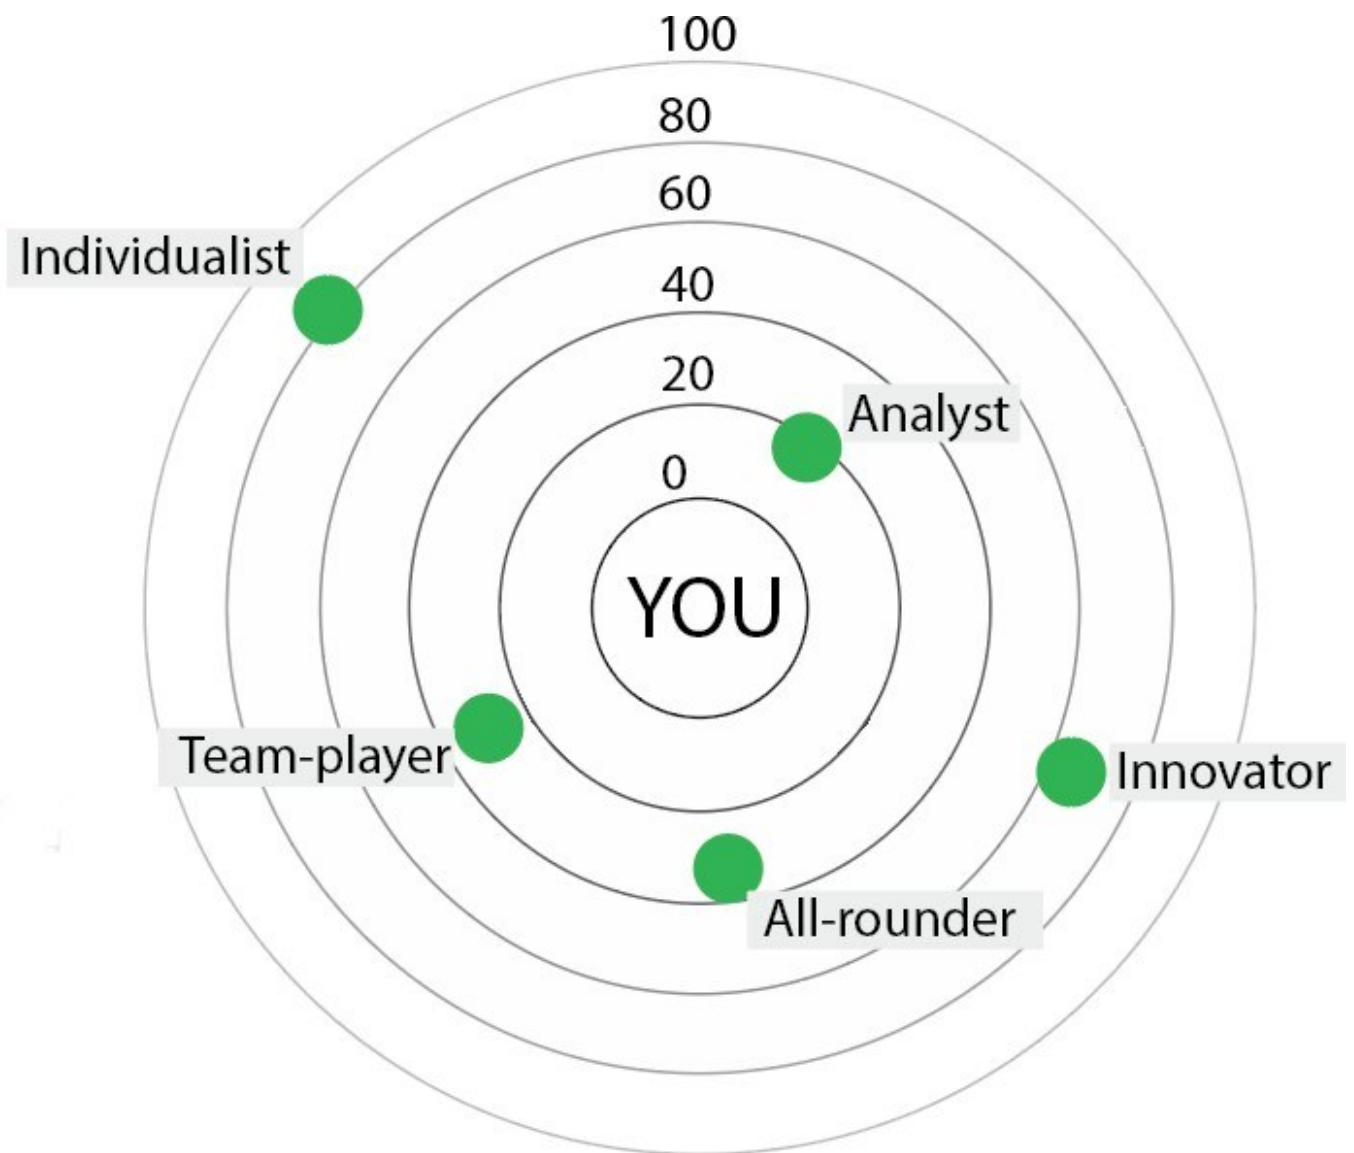 100
80
60
Individualist
40
20
Analyst
0
YOU
Team-player
Innovator
All-rounder